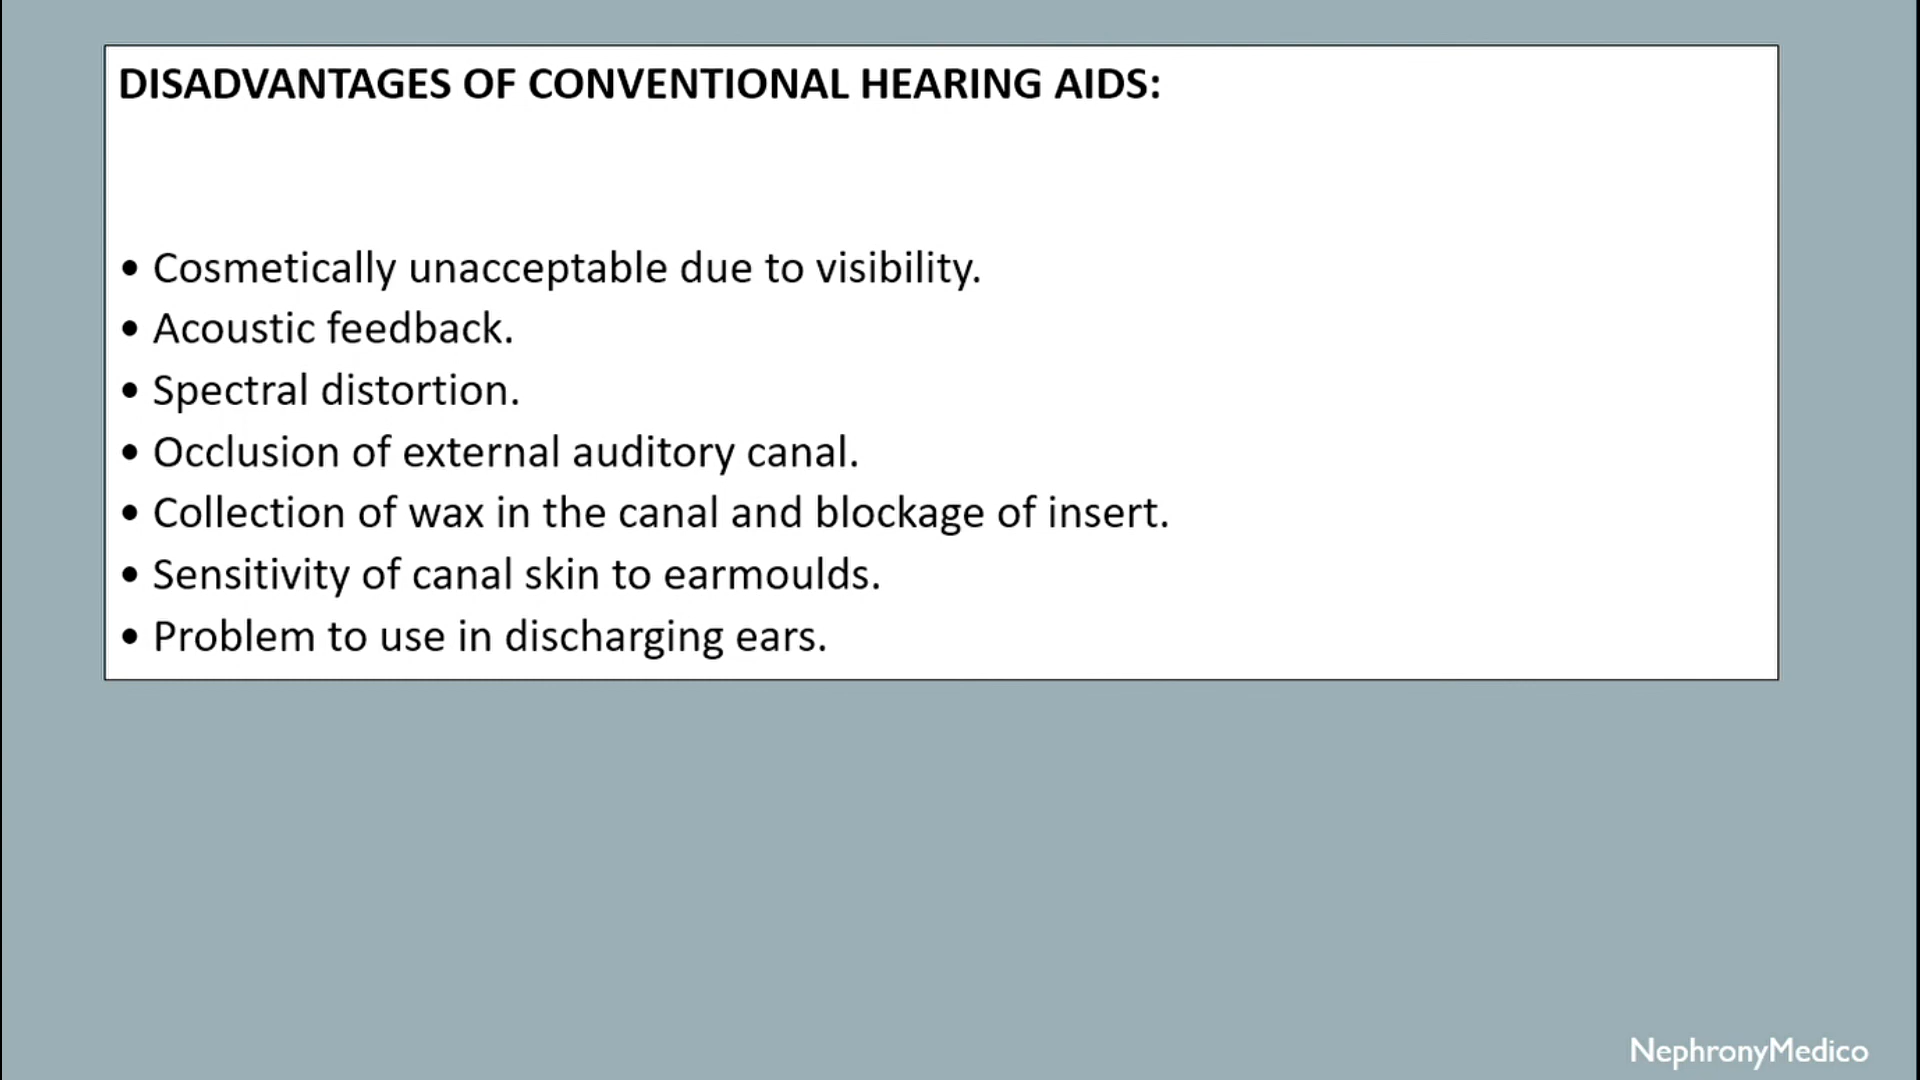 DISADVANTAGES OF CONVENTIONAL HEARING AIDS:
• Cosmetically unacceptable due to visibility.
• Acoustic feedback.
• Spectral distortion.
• Occlusion of external auditory canal.
• Collection of wax in the canal and blockage of insert.
• Sensitivity of canal skin to earmoulds.
• Problem to use in discharging ears.
NephronyMedico